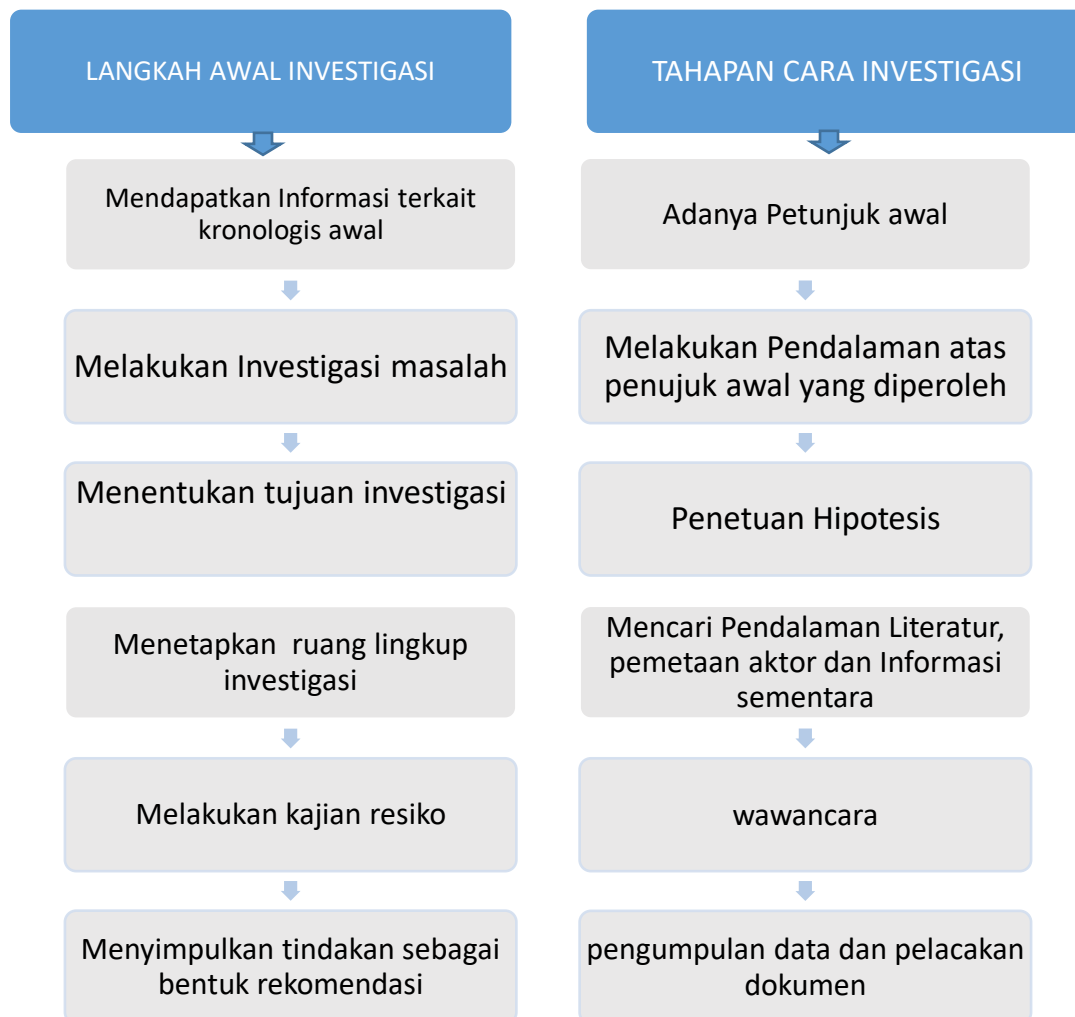 LANGKAH AWAL INVESTIGASI
Mendapatkan Informasi terkait
kronologis awal
Melakukan Investigasi masalah
Menentukan tujuan investigasi
Menetapkan ruang lingkup
investigasi
Melakukan kajian resiko
Menyimpulkan tindakan sebagai
bentuk rekomendasi
TAHAPAN CARA INVESTIGASI
Adanya Petunjuk awal
Melakukan Pendalaman atas
penujuk awal yang diperoleh
Penetuan Hipotesis
Mencari Pendalaman Literatur,
pemetaan aktor dan Informasi
sementara
wawancara
pengumpulan data dan pelacakan
dokumen